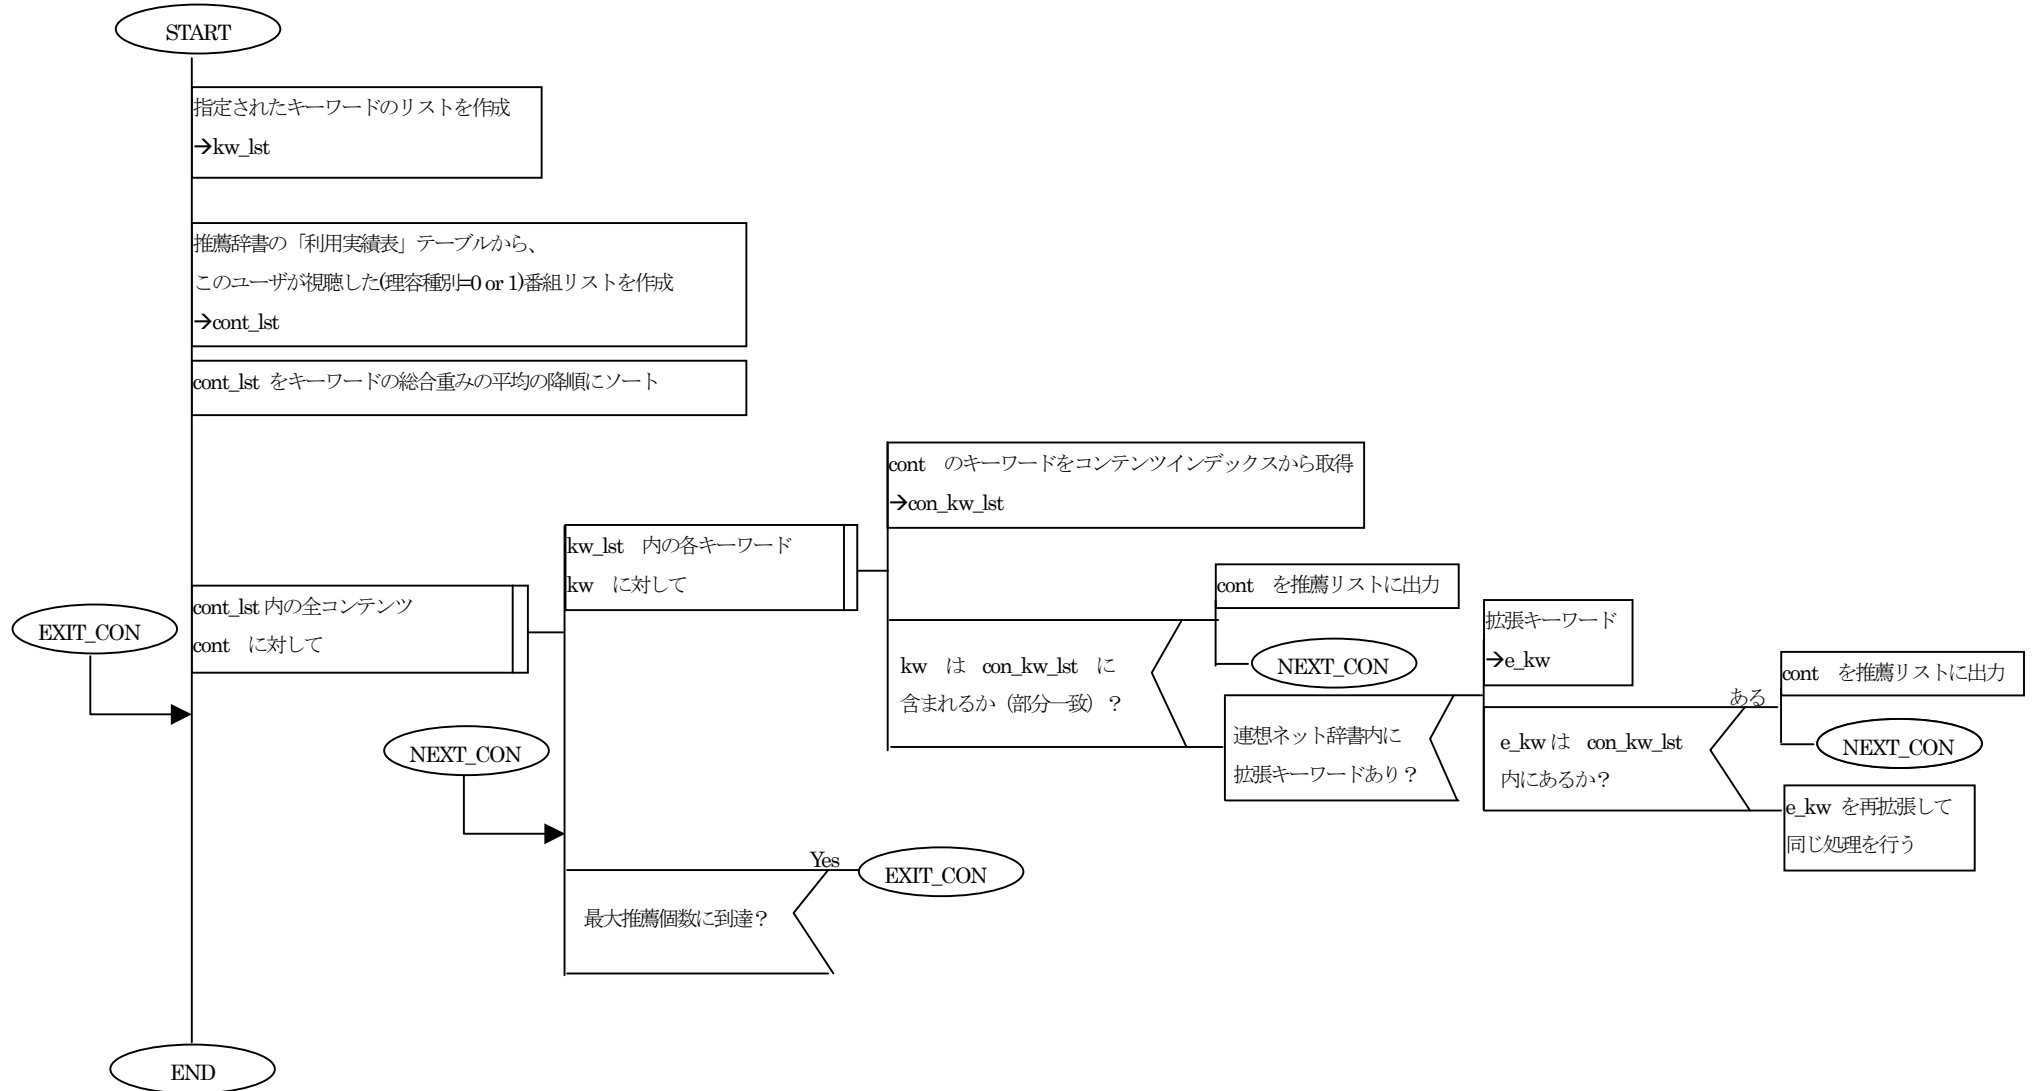 START
指定されたキーワードのリストを作成
→kw_lst
推薦辞書の「利用実績表」テーブルから、
このユーザが視聴した(理容種別=0 or 1)番組リストを作成
→cont_lst
cont_lst をキーワードの総合重みの平均の降順にソート
cont_lst 内の全コンテンツ
cont に対して
EXIT_CON
kw_lst 内の各キーワード
kw に対して
cont のキーワードをコンテンツインデックスから取得
→con_kw_lst
kw は con_kw_lst に
含まれるか（部分一致）？
cont を推薦リストに出力
NEXT_CON
連想ネット辞書内に
拡張キーワードあり？
拡張キーワード
→e_kw
e_kw は con_kw_lst
内にあるか？
ある
cont を推薦リストに出力
NEXT_CON
e_kw を再拡張して
同じ処理を行う
NEXT_CON
最大推薦個数に到達？
Yes
EXIT_CON
END